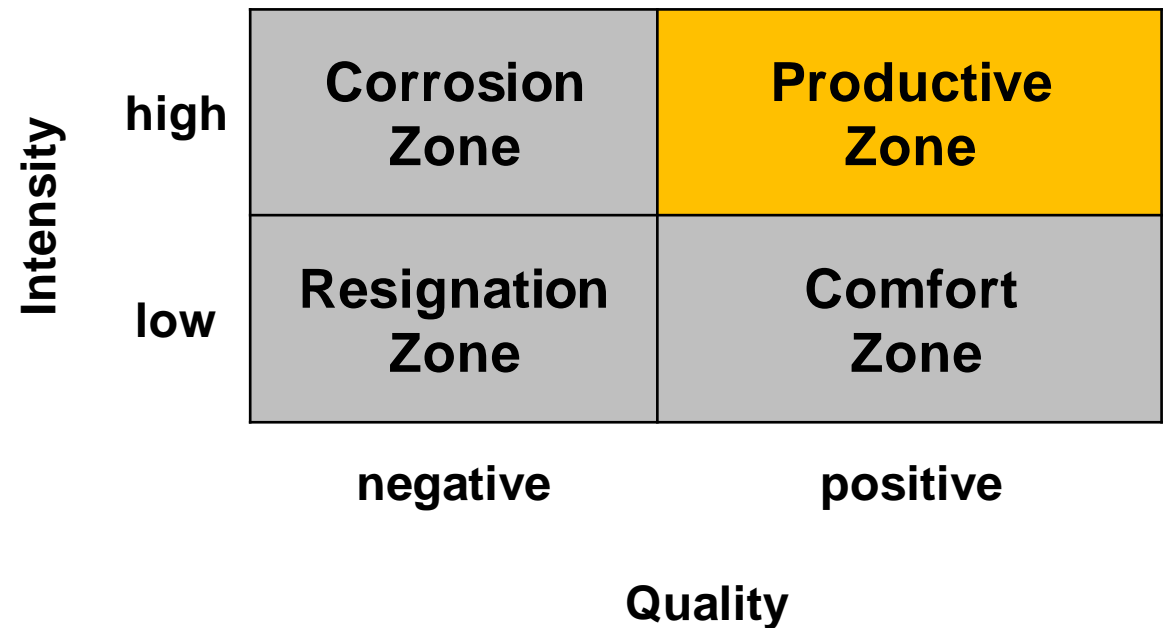 Intensity
high
Corrosion
Zone
Productive
Zone
low
Resignation
Zone
Comfort
Zone
negative
positive
Quality